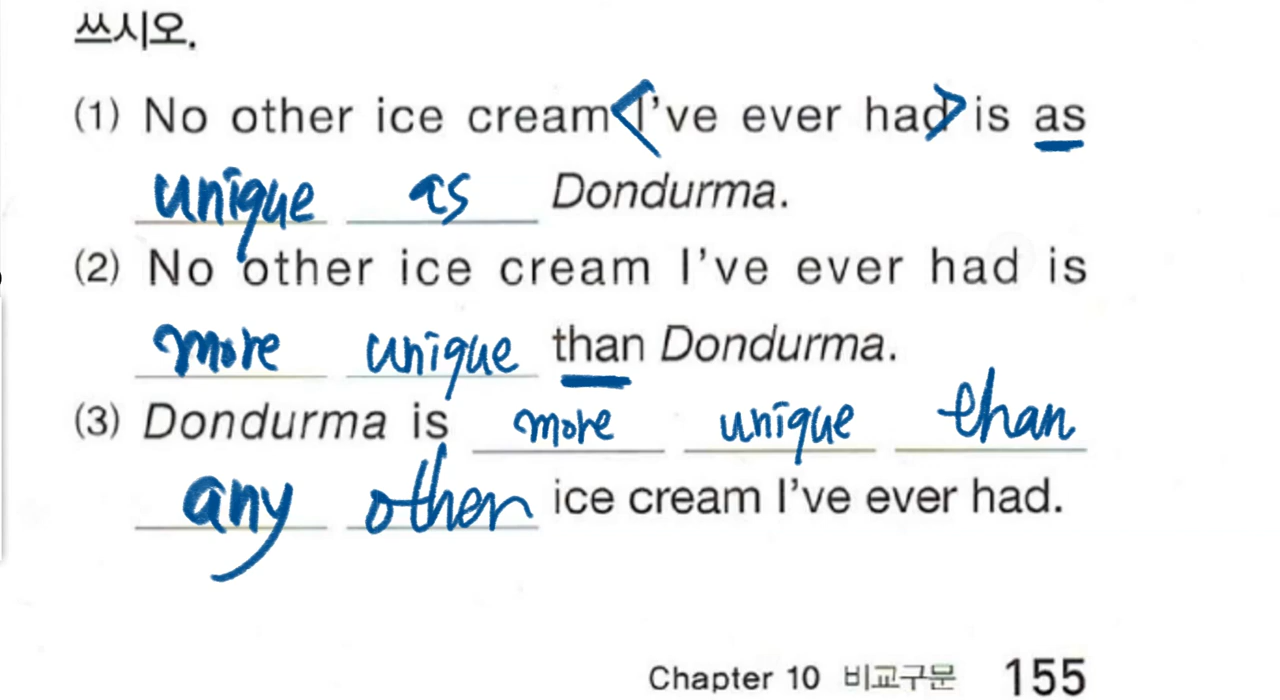 쓰시오.
(1) No other ice cream <I've ever had> is as
unique as Dondurma.
(2) No other ice cream I've ever had is
more unique than Dondurma.
(3) Dondurma is more unique than
any other ice cream I've ever had.
Chapter 10 비교구문 155